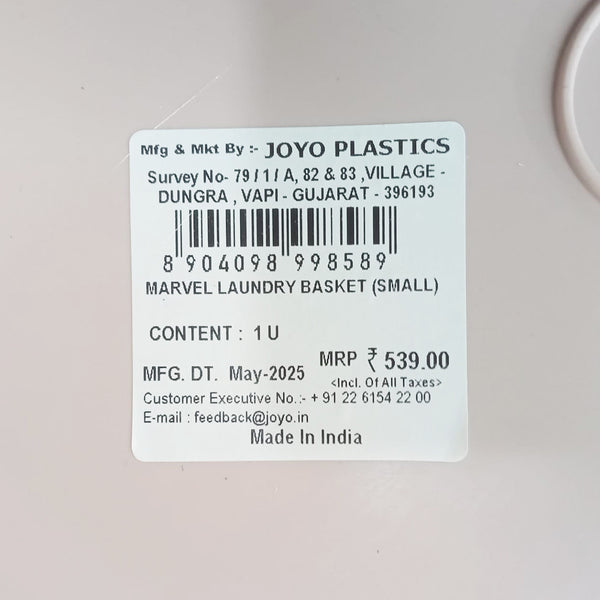 Mfg & Mkt By :- JOYO PLASTICS
Survey No- 79 / 1 / A, 82 & 83 ,VILLAGE -
DUNGRA , VAPI - GUJARAT - 396193
8 904098 998589
MARVEL LAUNDRY BASKET (SMALL)
CONTENT : 1 U
MRP ₹ 539.00
MFG. DT. May-2025
<Incl. Of All Taxes>
Customer Executive No.:- + 91 22 6154 22 00
E-mail : feedback@joyo.in
Made In India